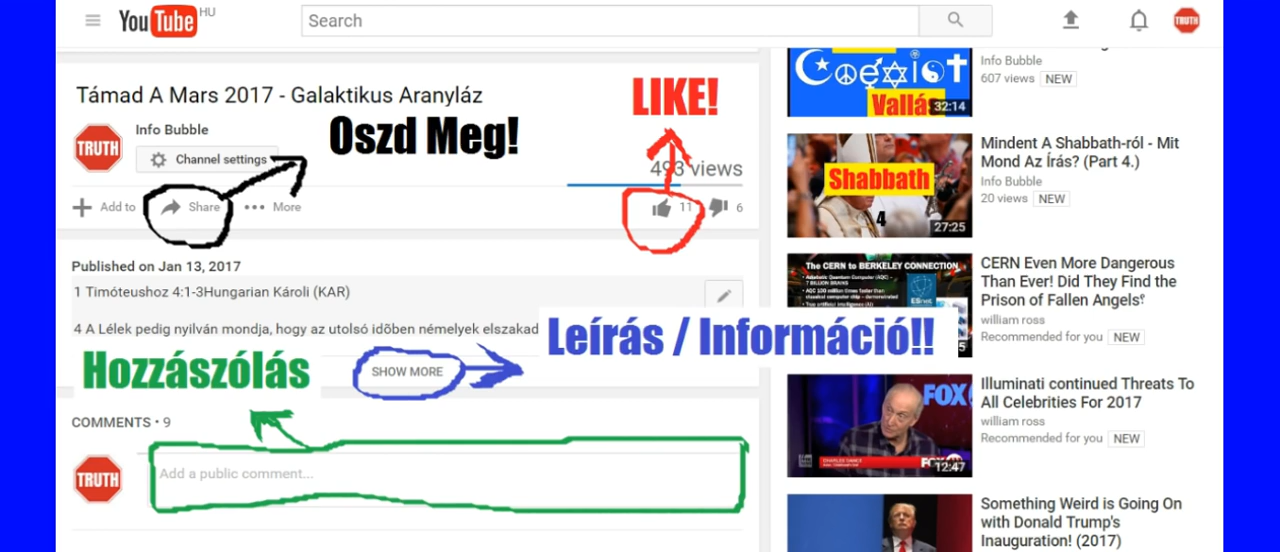 YouTube HU
Search
TRUTH
Támad A Mars 2017 - Galaktikus Aranyláz
TRUTH
Info Bubble
Channel settings
Oszd Meg!
LIKE!
493 views
Add to
Share
More
11
6
Published on Jan 13, 2017
1 Timóteushoz 4:1-3Hungarian Károli (KAR)
4 A Lélek pedig nyilván mondja, hogy az utolsó időben némelyek elszakad
Hozzászólás
SHOW MORE
Leírás / Információ!!
COMMENTS • 9
TRUTH
Add a public comment...
Coexist
Vallás
32:14
Info Bubble
607 views NEW
Shabbath
4
27:25
Mindent A Shabbath-ról - Mit
Mond Az Írás? (Part 4.)
Info Bubble
20 views NEW
The CERN to BERKELEY CONNECTION
ESnet
5
CERN Even More Dangerous
Than Ever! Did They Find the
Prison of Fallen Angels‽
william ross
Recommended for you NEW
FOX
CHARLES DANCE
FOX
12:47
Illuminati continued Threats To
All Celebrities For 2017
william ross
Recommended for you NEW
Something Weird is Going On
with Donald Trump's
Inauguration! (2017)